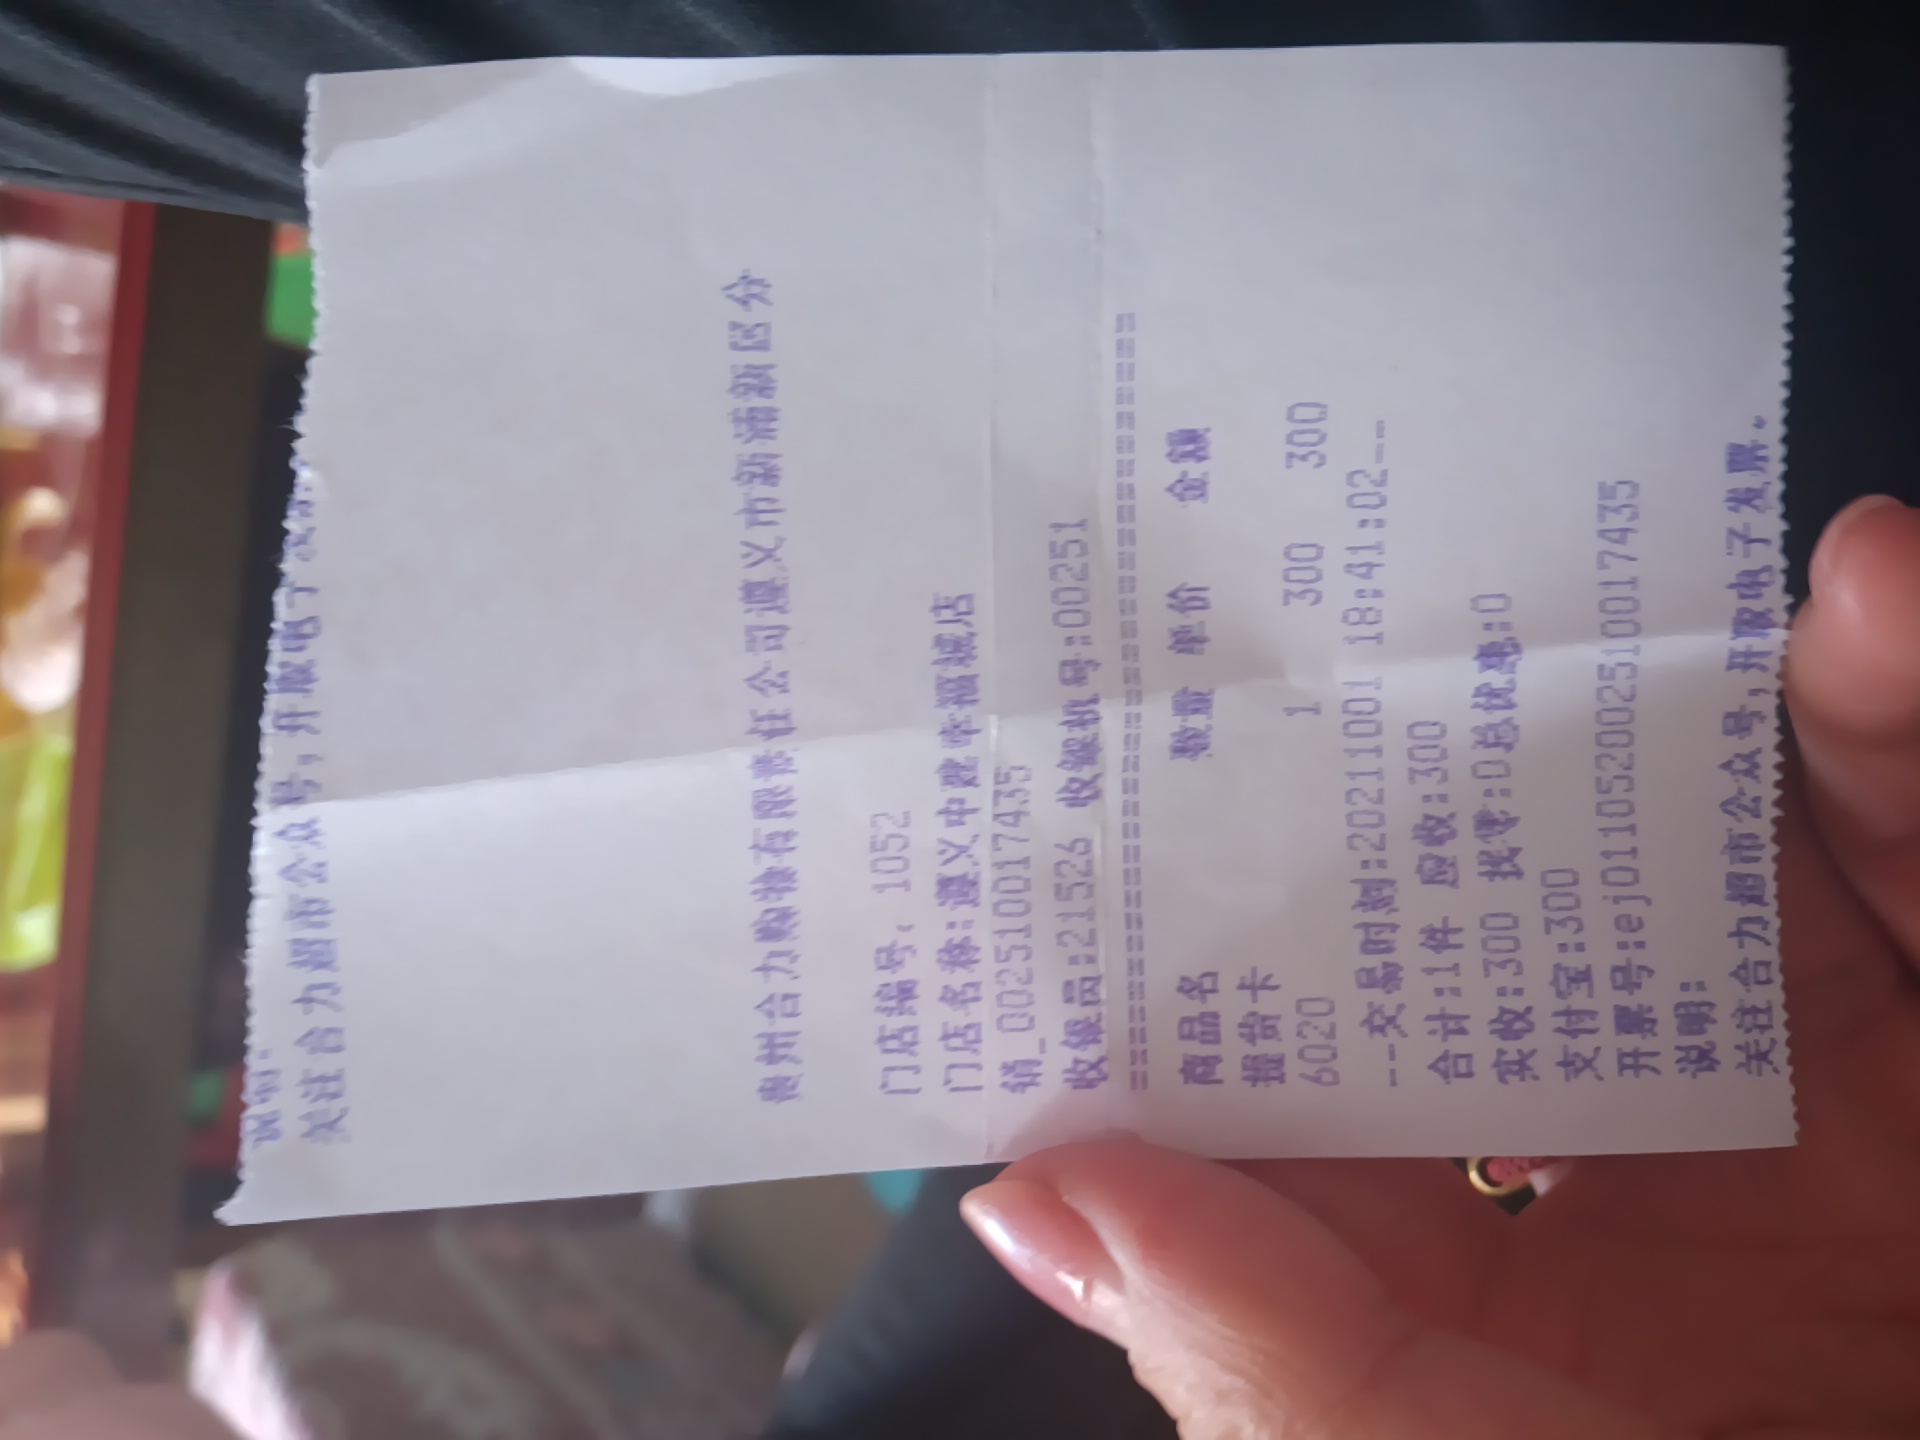 说明:
关注合力超市公众号，开取电子发票
贵州合力购物有限责任公司遵义市新浦新区分
门店编号: 1052
门店名称:遵义中建幸福城店
销_00251001743​5
收银员:21526 收银机号:00251
================================
商品名 数量 单价 金额
提货卡
6020 1 300 300
--交易时间:20211001 18:41:02--
合计:1件 应收:300
实收:300 找零:0总优惠:0
支付宝:300
开票号:ej01105200251001​7435
说明:
关注合力超市公众号，开取电子发票。